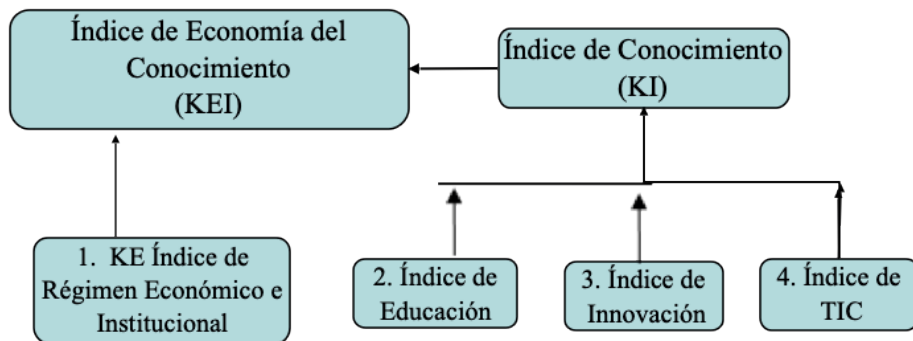 Índice de Economía del
Conocimiento
(KEI)
Índice de Conocimiento
(KI)
1. KE Índice de
Régimen Económico e
Institucional
2. Índice de
Educación
3. Índice de
Innovación
4. Índice de
TIC